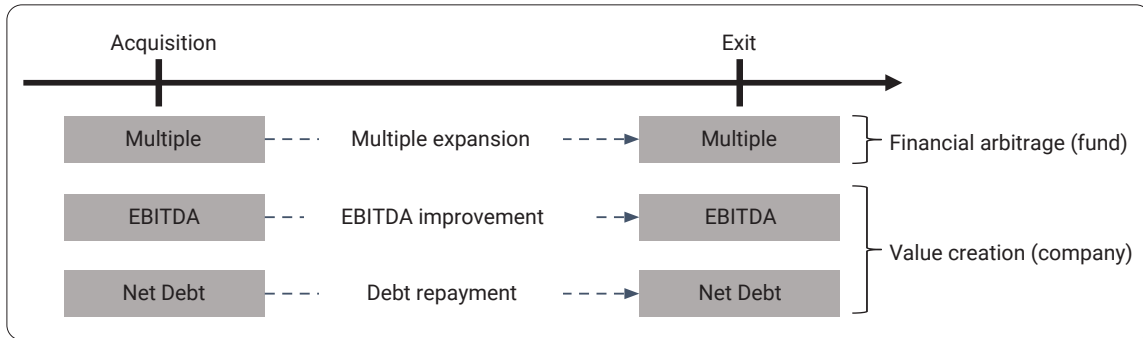 Acquisition
Exit
Multiple
Multiple expansion
Multiple
Financial arbitrage (fund)
EBITDA
EBITDA improvement
EBITDA
Value creation (company)
Net Debt
Debt repayment
Net Debt